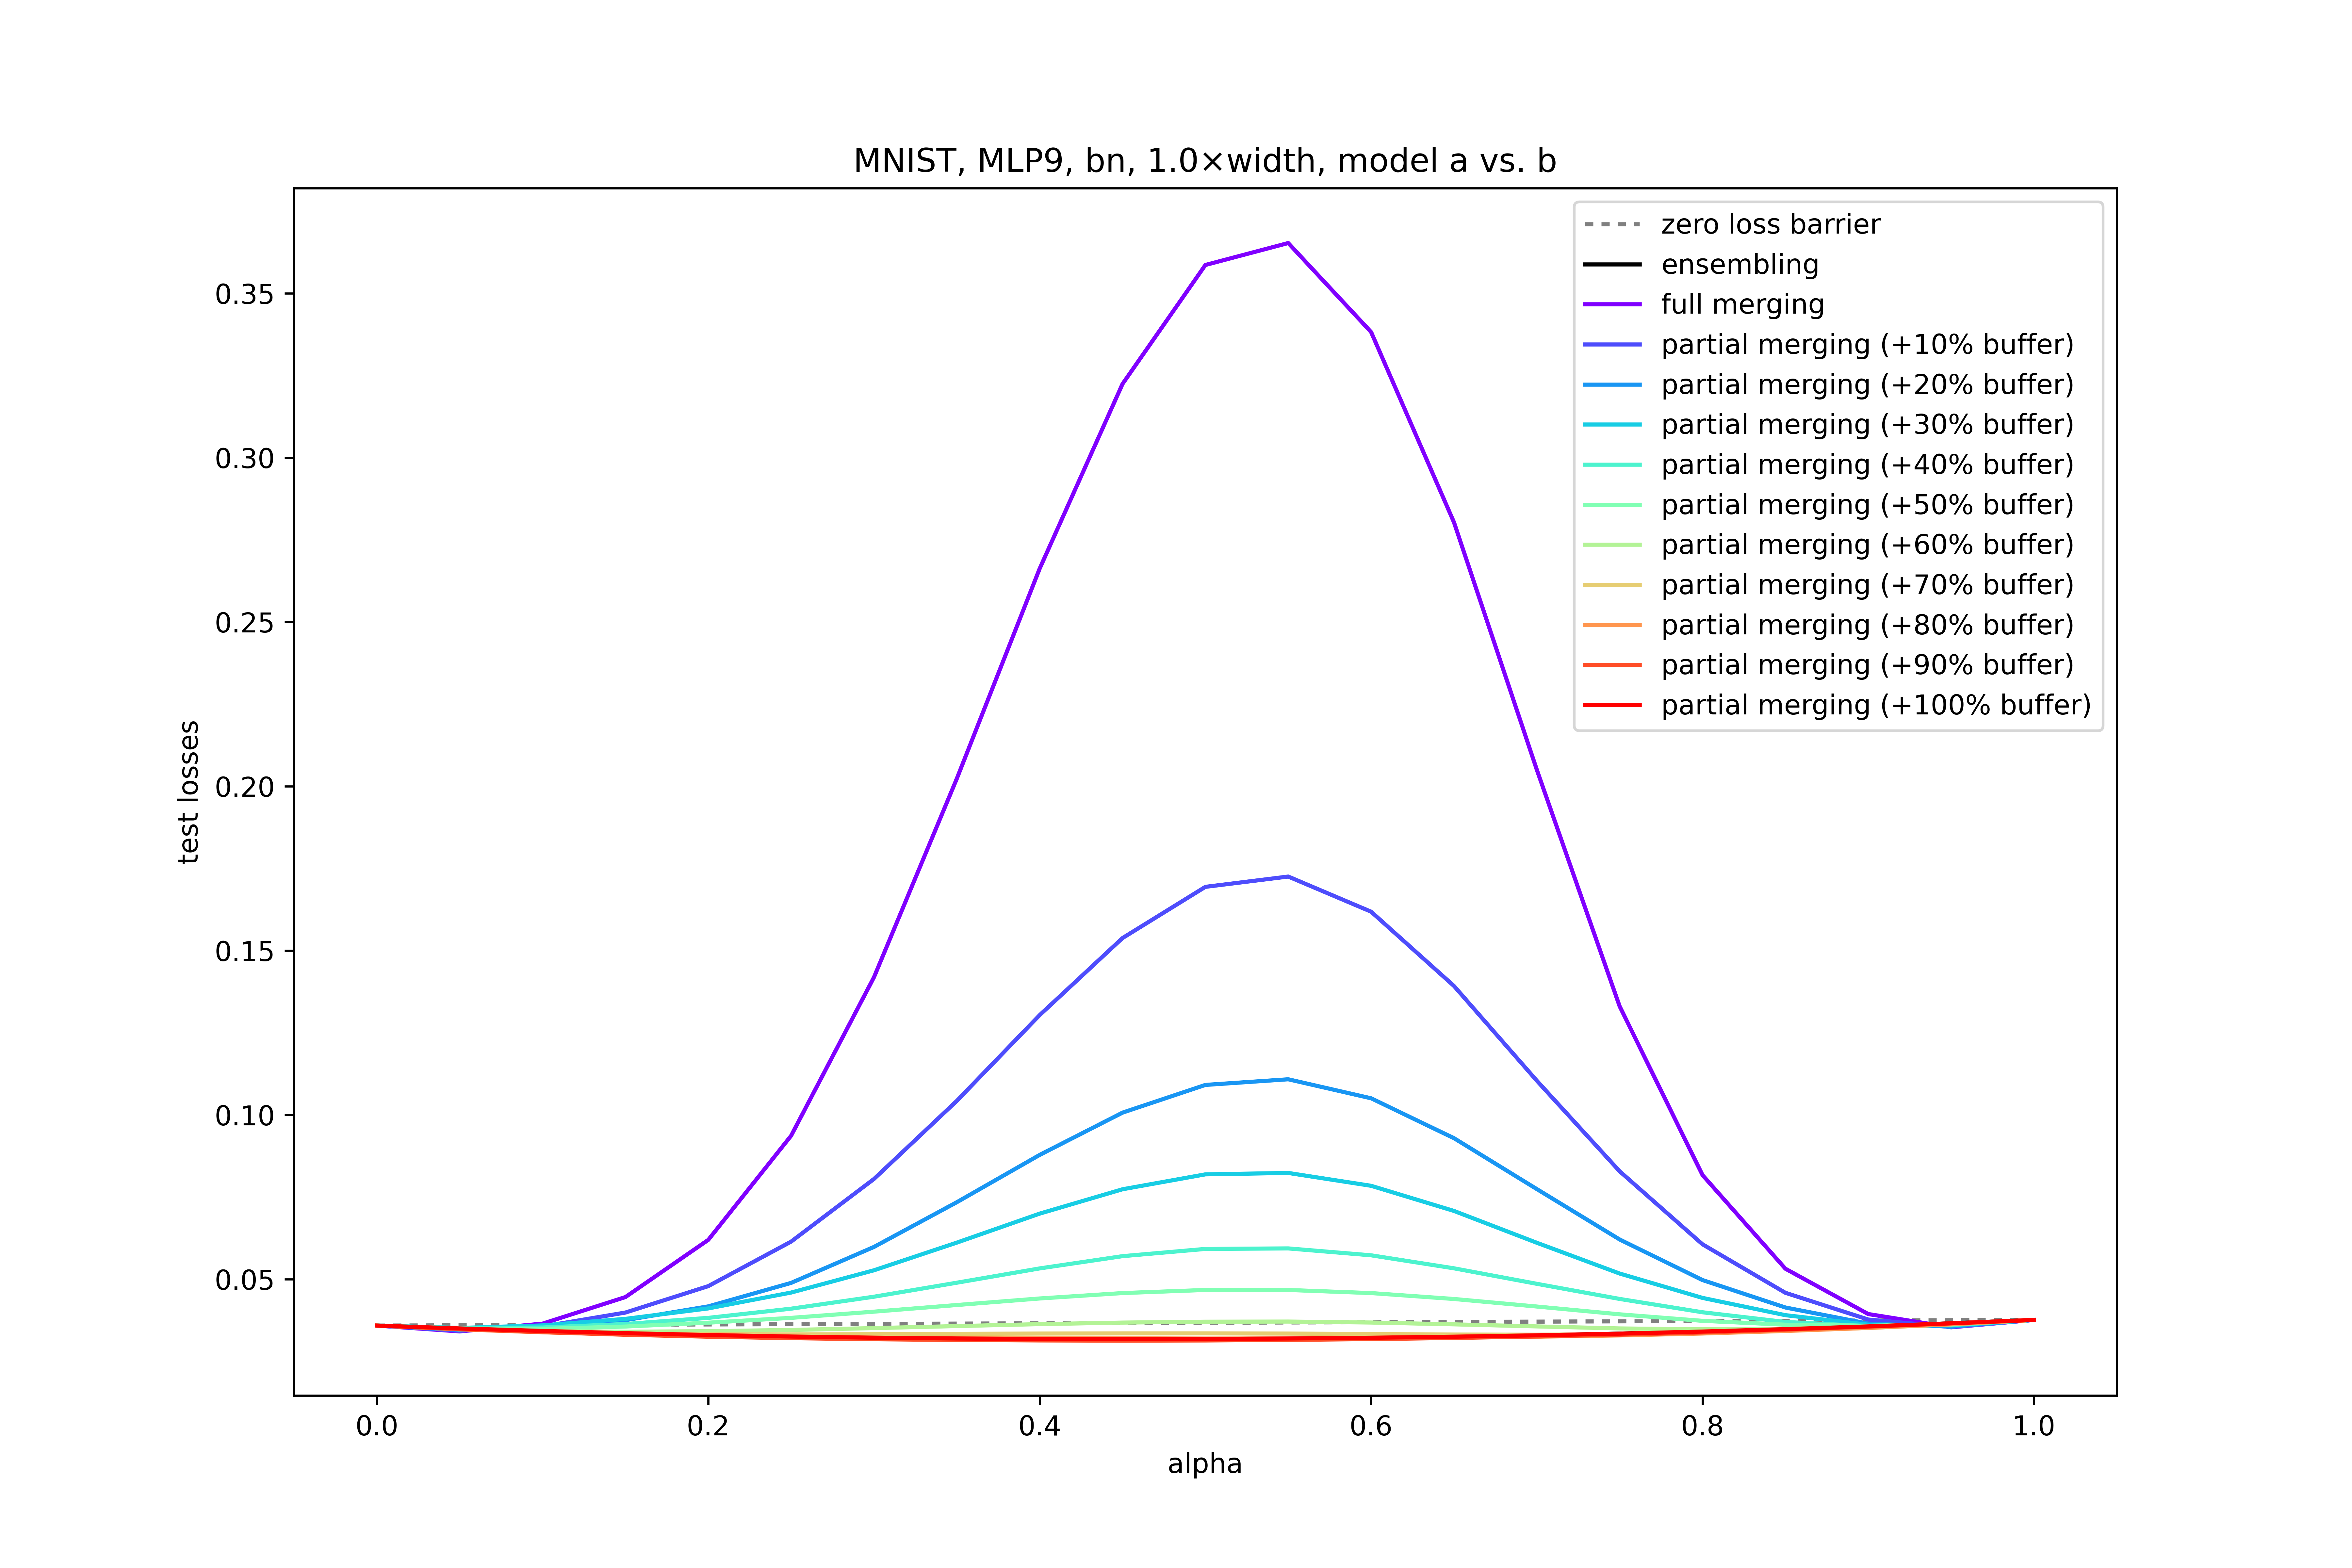 MNIST, MLP9, bn, 1.0×width, model a vs. b
zero loss barrier
ensembling
full merging
partial merging (+10% buffer)
partial merging (+20% buffer)
partial merging (+30% buffer)
partial merging (+40% buffer)
partial merging (+50% buffer)
partial merging (+60% buffer)
partial merging (+70% buffer)
partial merging (+80% buffer)
partial merging (+90% buffer)
partial merging (+100% buffer)
test losses
0.35
0.30
0.25
0.20
0.15
0.10
0.05
0.0 0.2 0.4 0.6 0.8 1.0
alpha